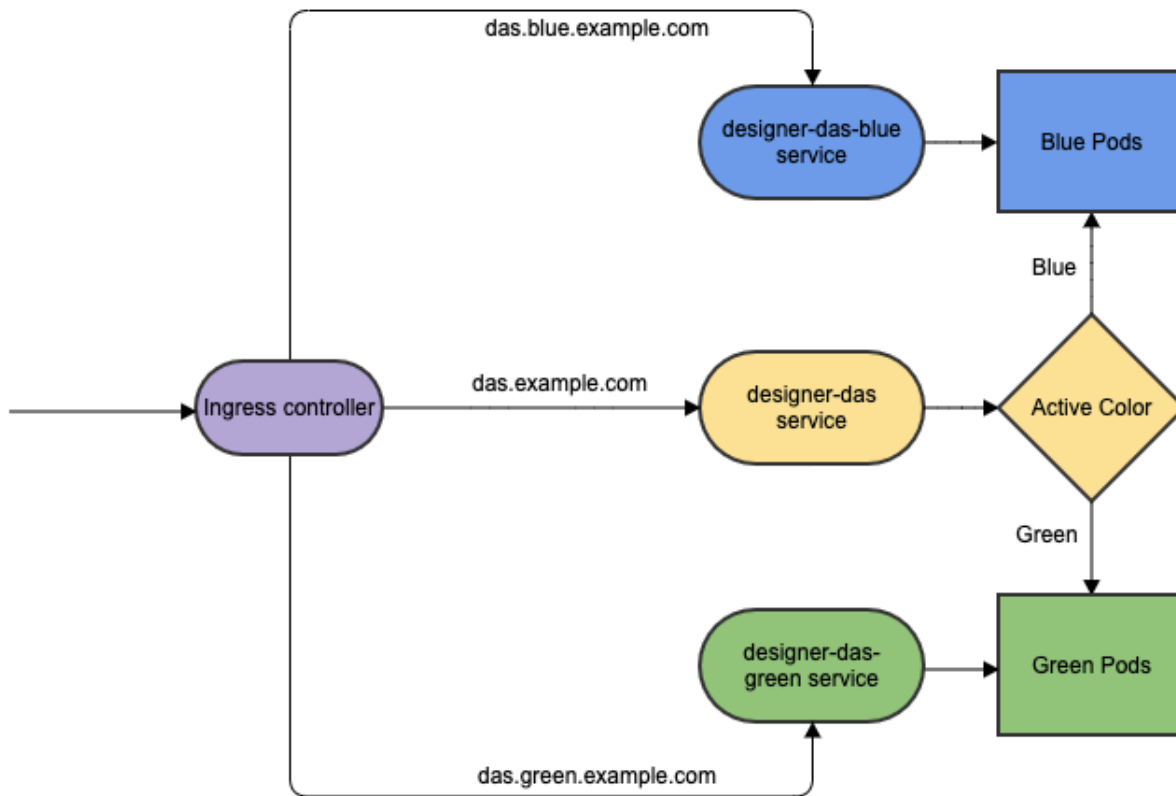 das.blue.example.com
designer-das-blue
service
Blue Pods
Blue
Ingress controller
das.example.com
designer-das
service
Active Color
Green
designer-das-
green service
Green Pods
das.green.example.com